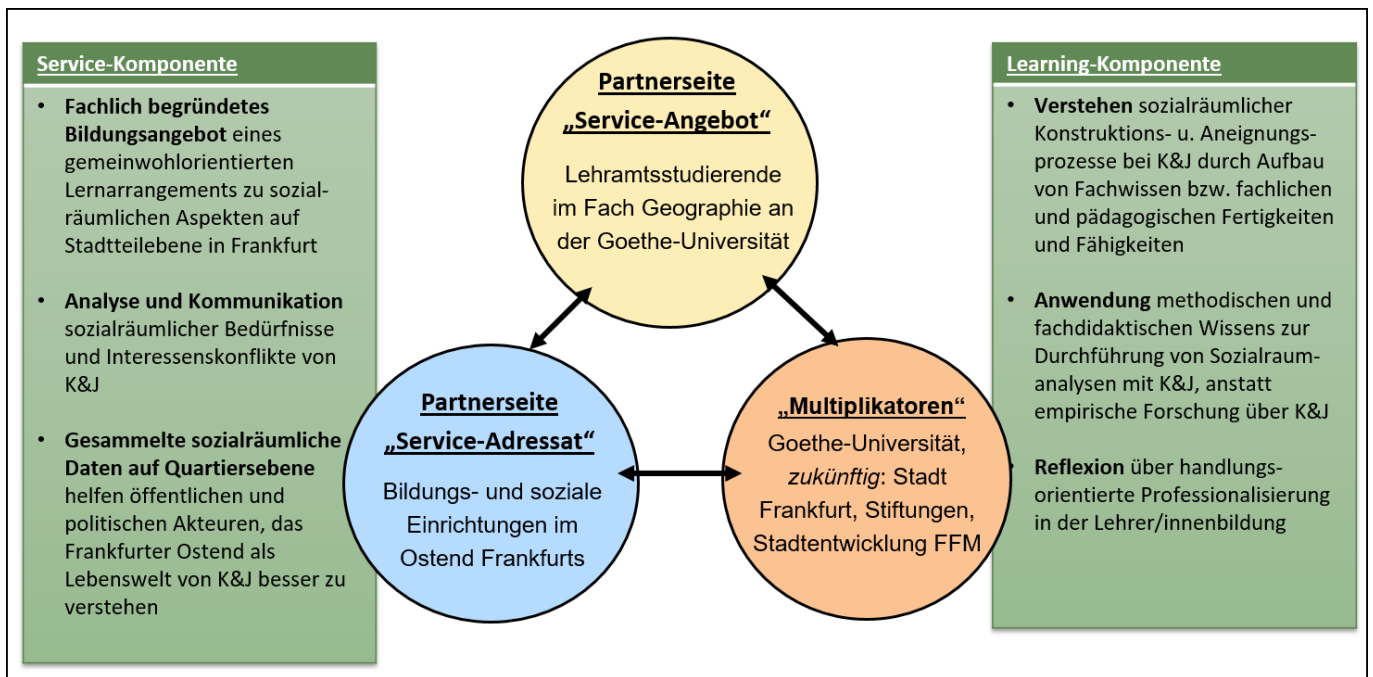 Service-Komponente
• Fachlich begründetes
Bildungsangebot eines
gemeinwohlorientierten
Lernarrangements zu sozial-
räumlichen Aspekten auf
Stadtteilebene in Frankfurt
• Analyse und Kommunikation
sozialräumlicher Bedürfnisse
und Interessenskonflikte von
K&J
• Gesammelte sozialräumliche
Daten auf Quartiersebene
helfen öffentlichen und
politischen Akteuren, das
Frankfurter Ostend als
Lebenswelt von K&J besser zu
verstehen
Partnerseite
„Service-Angebot“
Lehramtsstudierende
im Fach Geographie an
der Goethe-Universität
Partnerseite
„Service-Adressat“
Bildungs- und soziale
Einrichtungen im
Ostend Frankfurts
„Multiplikatoren“
Goethe-Universität,
zukünftig: Stadt
Frankfurt, Stiftungen,
Stadtentwicklung FFM
Learning-Komponente
• Verstehen sozialräumlicher
Konstruktions- u. Aneignungs-
prozesse bei K&J durch Aufbau
von Fachwissen bzw. fachlichen
und pädagogischen Fertigkeiten
und Fähigkeiten
• Anwendung methodischen und
fachdidaktischen Wissens zur
Durchführung von Sozialraum-
analysen mit K&J, anstatt
empirische Forschung über K&J
• Reflexion über handlungs-
orientierte Professionalisierung
in der Lehrer/innenbildung